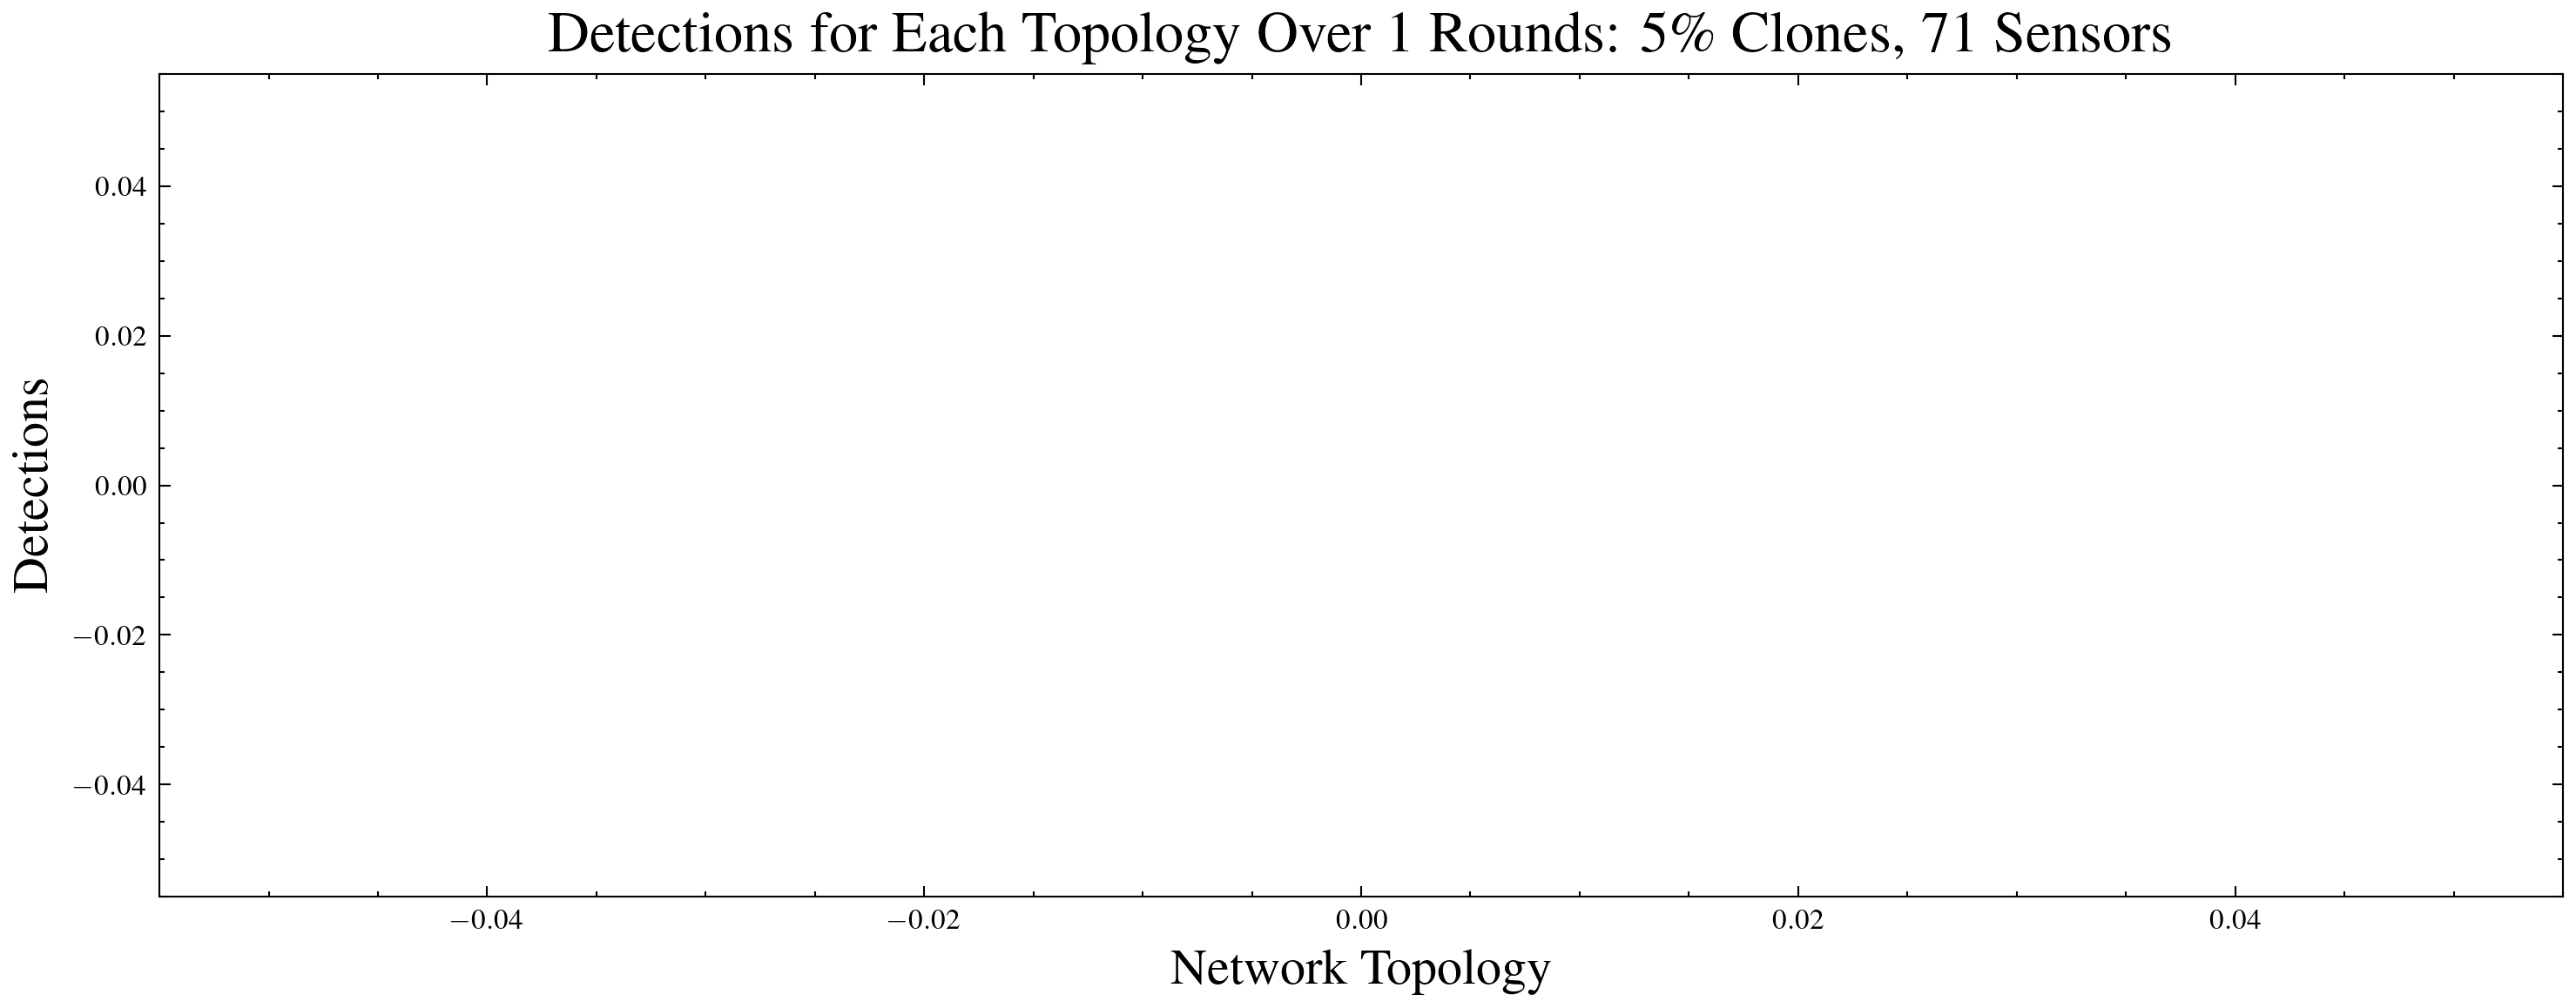 Detections for Each Topology Over 1 Rounds: 5% Clones, 71 Sensors
0.04
0.02
0.00
−0.02
−0.04
Detections
−0.04 −0.02 0.00 0.02 0.04
Network Topology